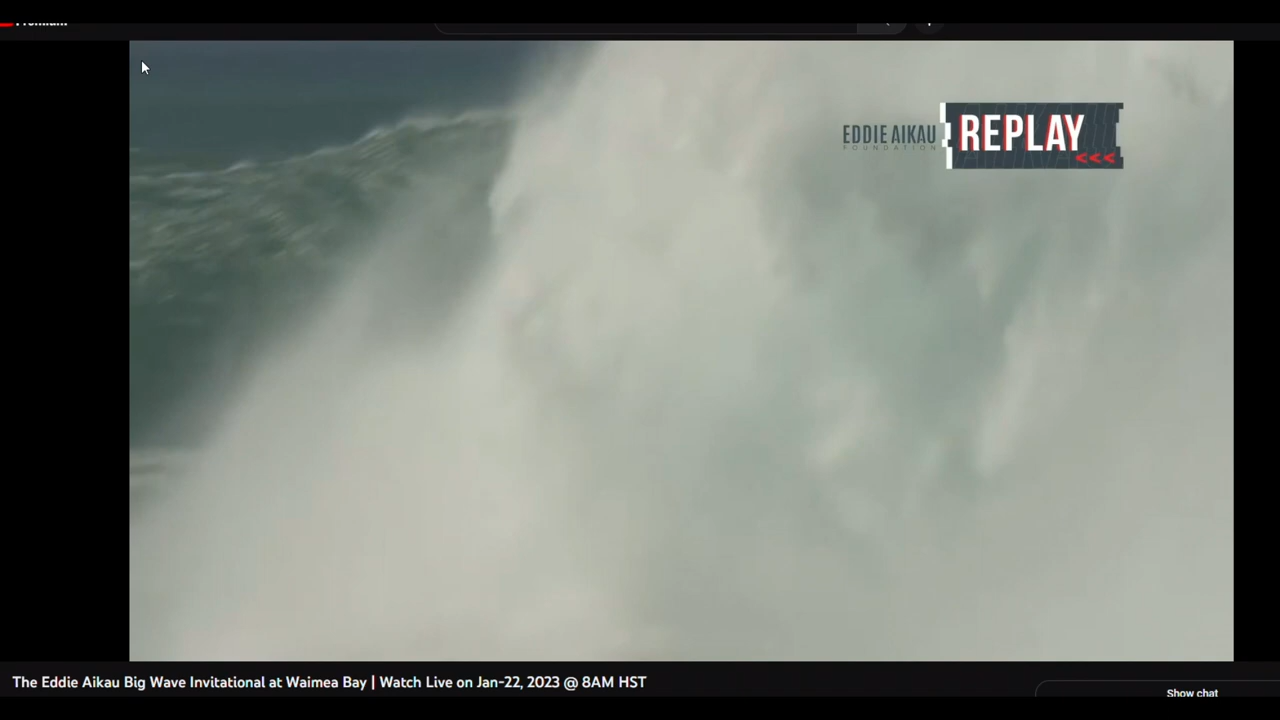 Premium
EDDIE AIKAU
FOUNDATION
REPLAY
<<<
The Eddie Aikau Big Wave Invitational at Waimea Bay | Watch Live on Jan-22, 2023 @ 8AM HST
Show chat